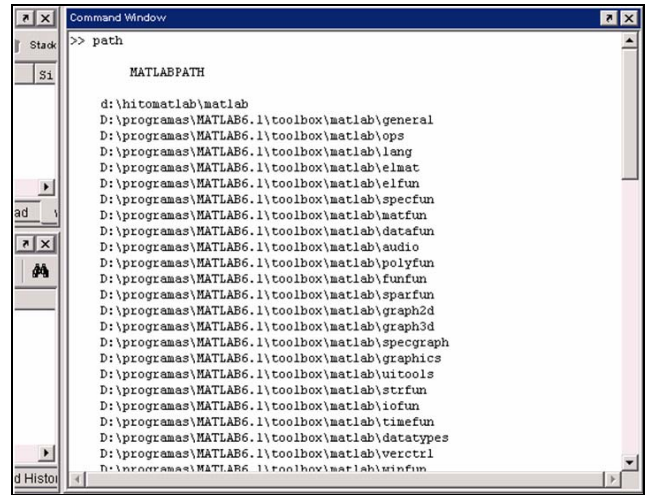 Command Window
Stack
>> path
MATLABPATH
Si
d:\hitomatlab\matlab
D:\programas\MATLAB6.1\toolbox\matlab\general
D:\programas\MATLAB6.1\toolbox\matlab\ops
D:\programas\MATLAB6.1\toolbox\matlab\lang
D:\programas\MATLAB6.1\toolbox\matlab\elmat
D:\programas\MATLAB6.1\toolbox\matlab\elfun
D:\programas\MATLAB6.1\toolbox\matlab\specfun
D:\programas\MATLAB6.1\toolbox\matlab\matfun
D:\programas\MATLAB6.1\toolbox\matlab\datafun
D:\programas\MATLAB6.1\toolbox\matlab\audio
D:\programas\MATLAB6.1\toolbox\matlab\polyfun
D:\programas\MATLAB6.1\toolbox\matlab\funfun
D:\programas\MATLAB6.1\toolbox\matlab\sparfun
D:\programas\MATLAB6.1\toolbox\matlab\graph2d
D:\programas\MATLAB6.1\toolbox\matlab\graph3d
D:\programas\MATLAB6.1\toolbox\matlab\specgraph
D:\programas\MATLAB6.1\toolbox\matlab\graphics
D:\programas\MATLAB6.1\toolbox\matlab\uitools
D:\programas\MATLAB6.1\toolbox\matlab\strfun
D:\programas\MATLAB6.1\toolbox\matlab\iofun
D:\programas\MATLAB6.1\toolbox\matlab\timefun
D:\programas\MATLAB6.1\toolbox\matlab\datatypes
D:\programas\MATLAB6.1\toolbox\matlab\verctrl
D:\programas\MATLAB6.1\toolbox\matlab\winfun
ad
d Histo